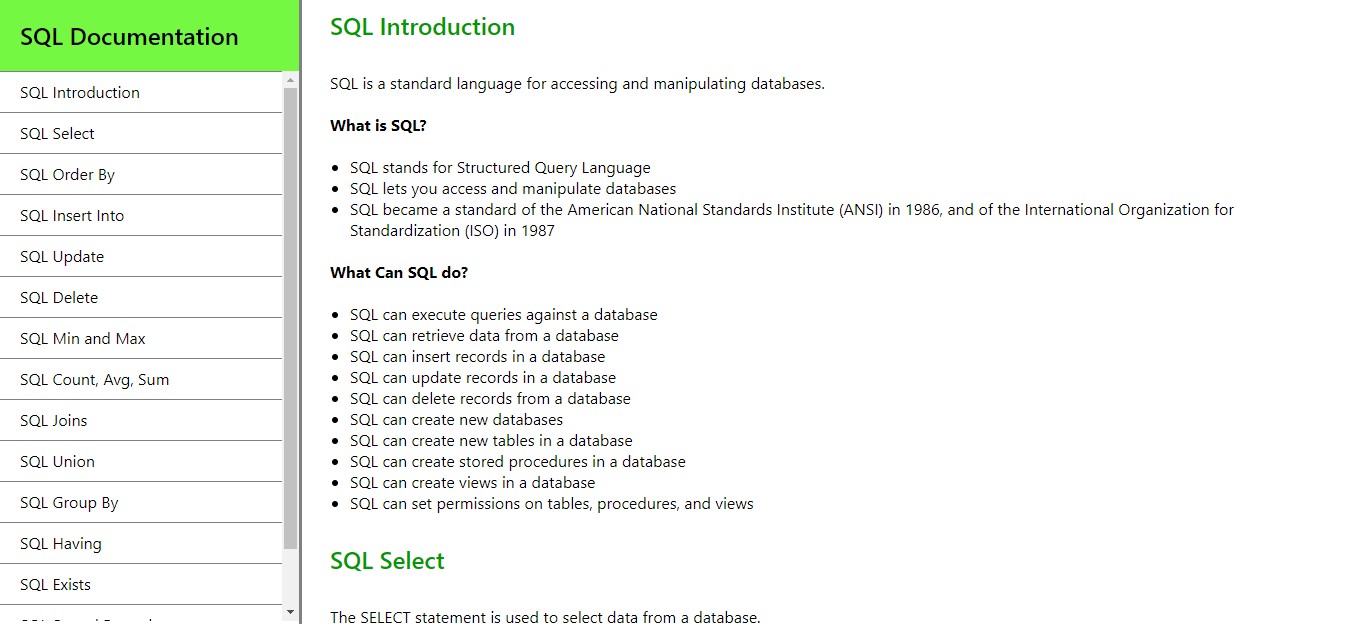 SQL Documentation
SQL Introduction
SQL Select
SQL Order By
SQL Insert Into
SQL Update
SQL Delete
SQL Min and Max
SQL Count, Avg, Sum
SQL Joins
SQL Union
SQL Group By
SQL Having
SQL Exists
SQL Introduction
SQL is a standard language for accessing and manipulating databases.
What is SQL?
SQL stands for Structured Query Language
SQL lets you access and manipulate databases
SQL became a standard of the American National Standards Institute (ANSI) in 1986, and of the International Organization for
Standardization (ISO) in 1987
What Can SQL do?
SQL can execute queries against a database
SQL can retrieve data from a database
SQL can insert records in a database
SQL can update records in a database
SQL can delete records from a database
SQL can create new databases
SQL can create new tables in a database
SQL can create stored procedures in a database
SQL can create views in a database
SQL can set permissions on tables, procedures, and views
SQL Select
The SELECT statement is used to select data from a database.